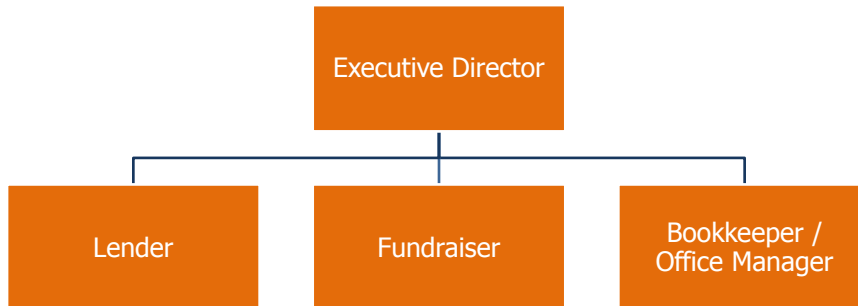 Executive Director
Lender
Fundraiser
Bookkeeper /
Office Manager